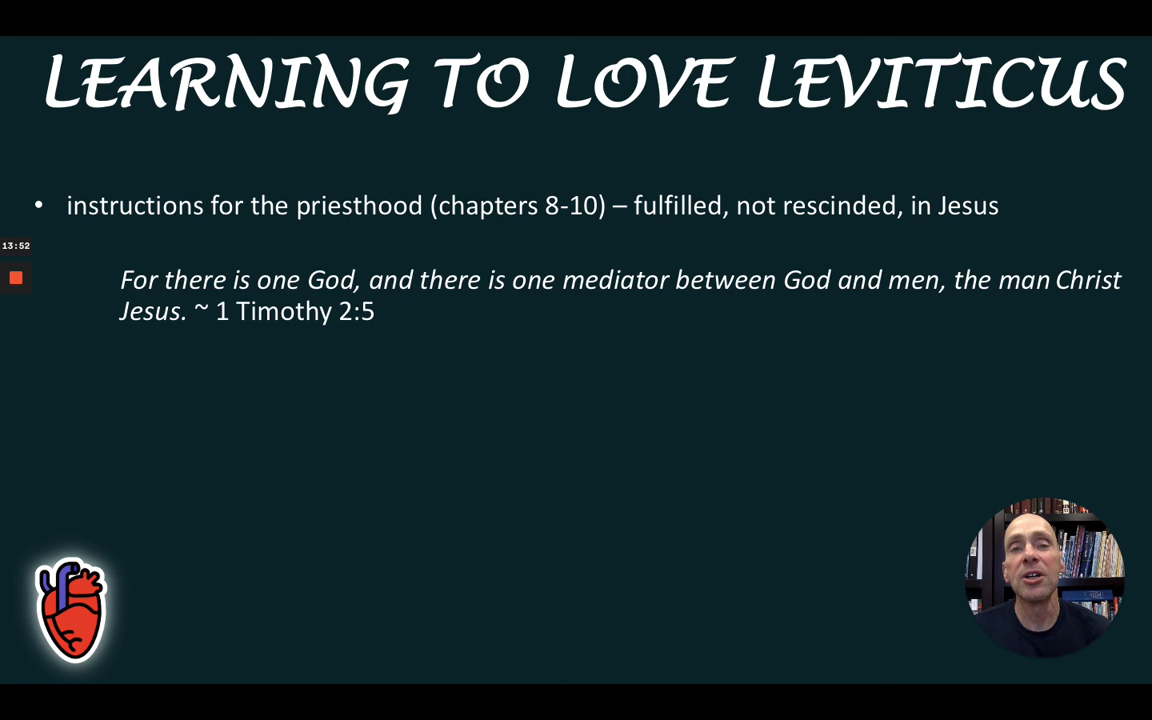 LEARNING TO LOVE LEVITICUS
• instructions for the priesthood (chapters 8-10) – fulfilled, not rescinded, in Jesus
13:52
For there is one God, and there is one mediator between God and men, the man Christ
Jesus. ~ 1 Timothy 2:5